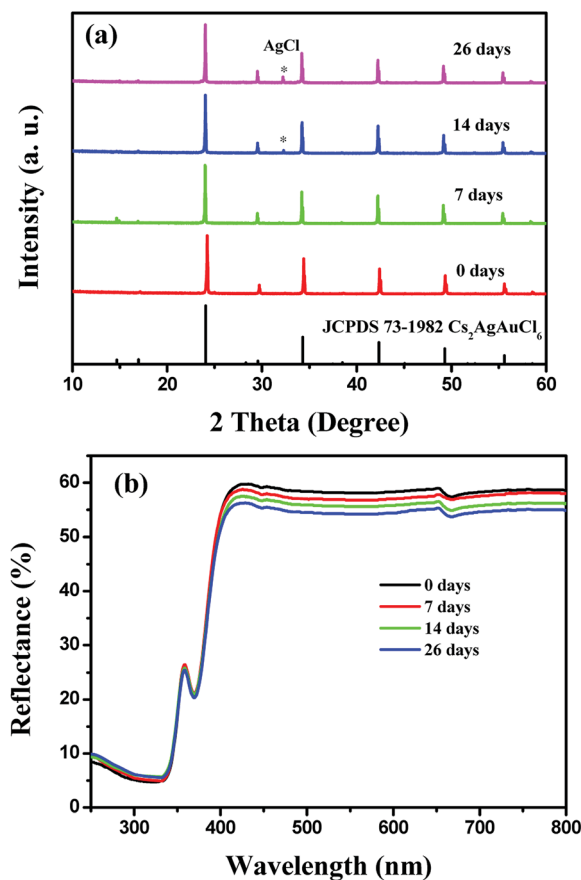 (a)
AgCl
26 days
*
*
14 days
7 days
0 days
JCPDS 73-1982 Cs₂AgAuCl₆
Intensity (a. u.)
10 20 30 40 50 60
2 Theta (Degree)
(b)
60
50
40
30
20
10
0
Reflectance (%)
0 days
7 days
14 days
26 days
300 400 500 600 700 800
Wavelength (nm)